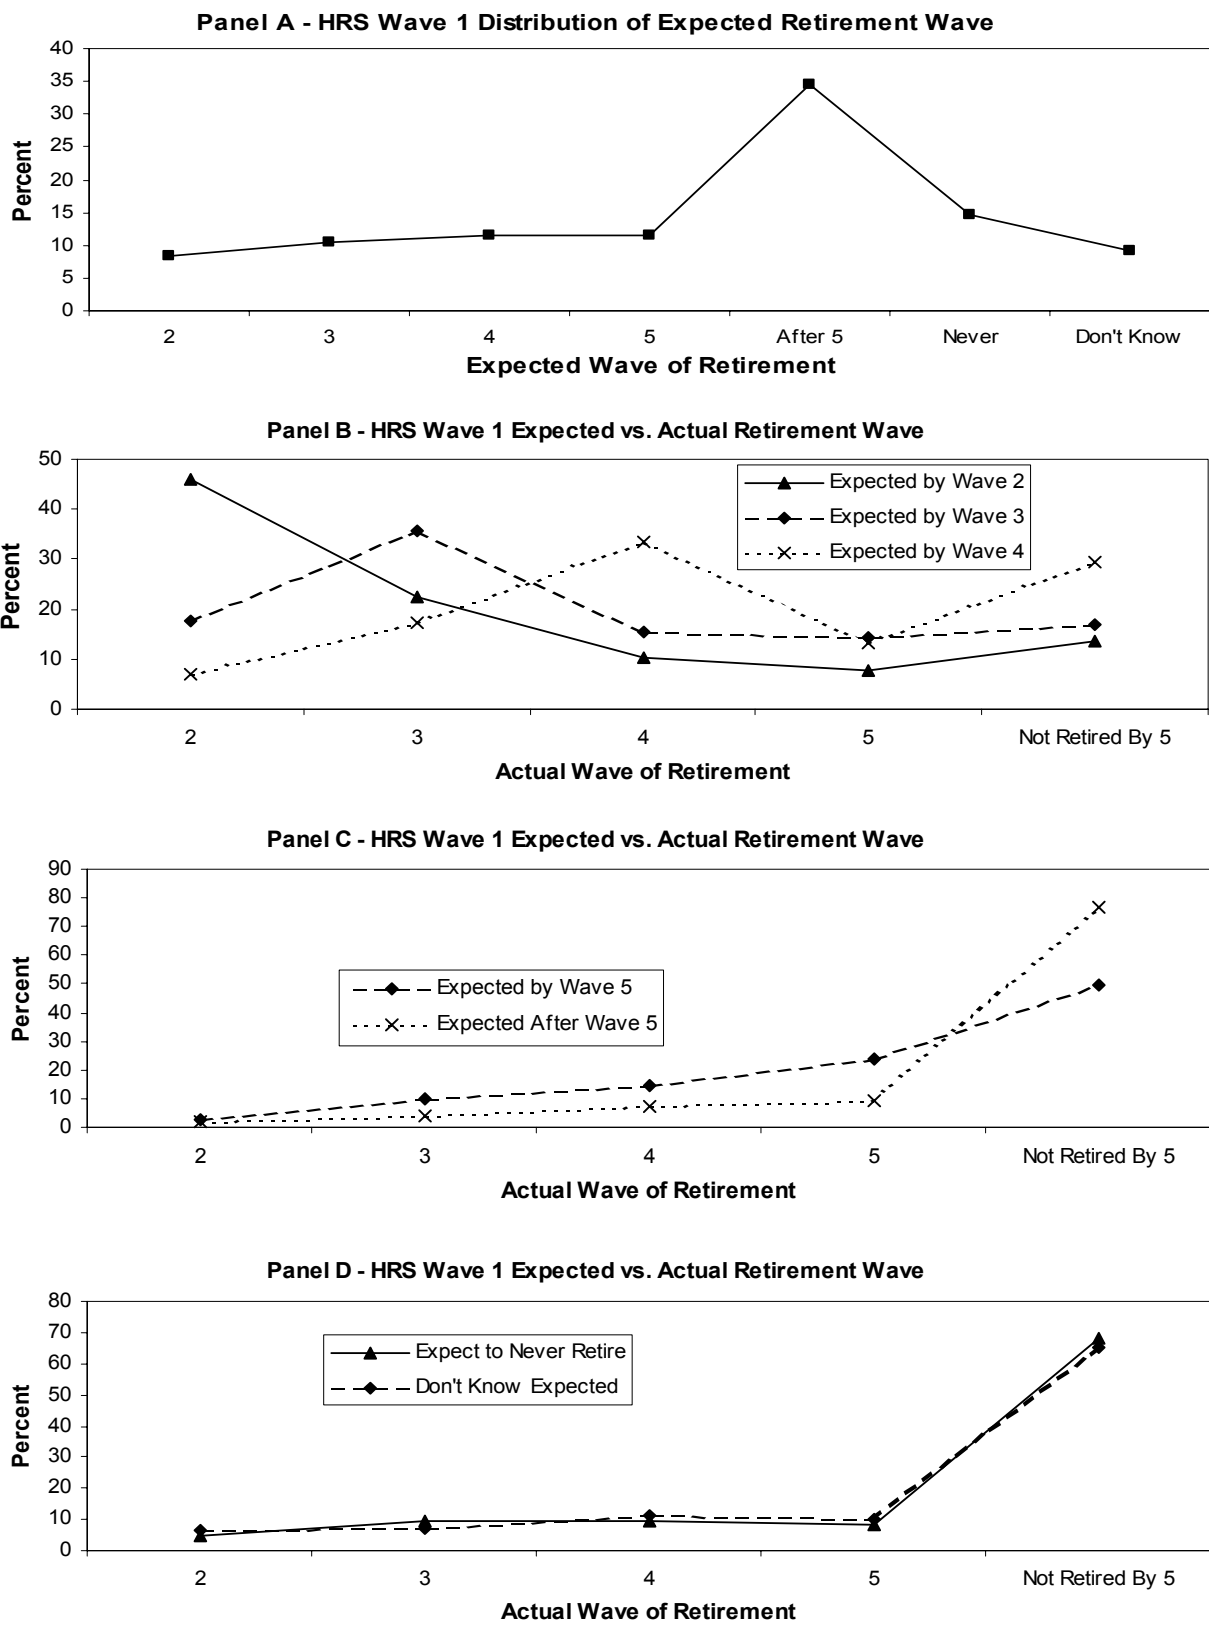 Panel A - HRS Wave 1 Distribution of Expected Retirement Wave
40
35
30
25
20
15
10
5
0
Percent
2 3 4 5 After 5 Never Don't Know
Expected Wave of Retirement
Panel B - HRS Wave 1 Expected vs. Actual Retirement Wave
50
40
30
20
10
0
Percent
Expected by Wave 2
Expected by Wave 3
Expected by Wave 4
2 3 4 5 Not Retired By 5
Actual Wave of Retirement
Panel C - HRS Wave 1 Expected vs. Actual Retirement Wave
90
80
70
60
50
40
30
20
10
0
Percent
Expected by Wave 5
Expected After Wave 5
2 3 4 5 Not Retired By 5
Actual Wave of Retirement
Panel D - HRS Wave 1 Expected vs. Actual Retirement Wave
80
70
60
50
40
30
20
10
0
Percent
Expect to Never Retire
Don't Know Expected
2 3 4 5 Not Retired By 5
Actual Wave of Retirement